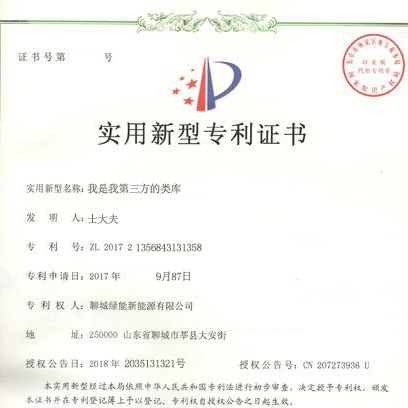 证书号第 号
印花税
代扣专用章
实用新型专利证书
实用新型名称：我是我第三方的类库
发 明 人：士大夫
专 利 号：ZL 2017 2 1356843131358
专利申请日：2017年 9月87日
专 利 权 人：聊城绿能新能源有限公司
地 址：250000 山东省聊城市莘县大安街
授权公告日：2018年 2035131321号 授权公告号：CN 207273936 U
本实用新型经过本局依照中华人民共和国专利法进行初步审查，决定授予专利权，颁发
本证书并在专利登记簿上予以登记、专利权自授权公告之日起生效。